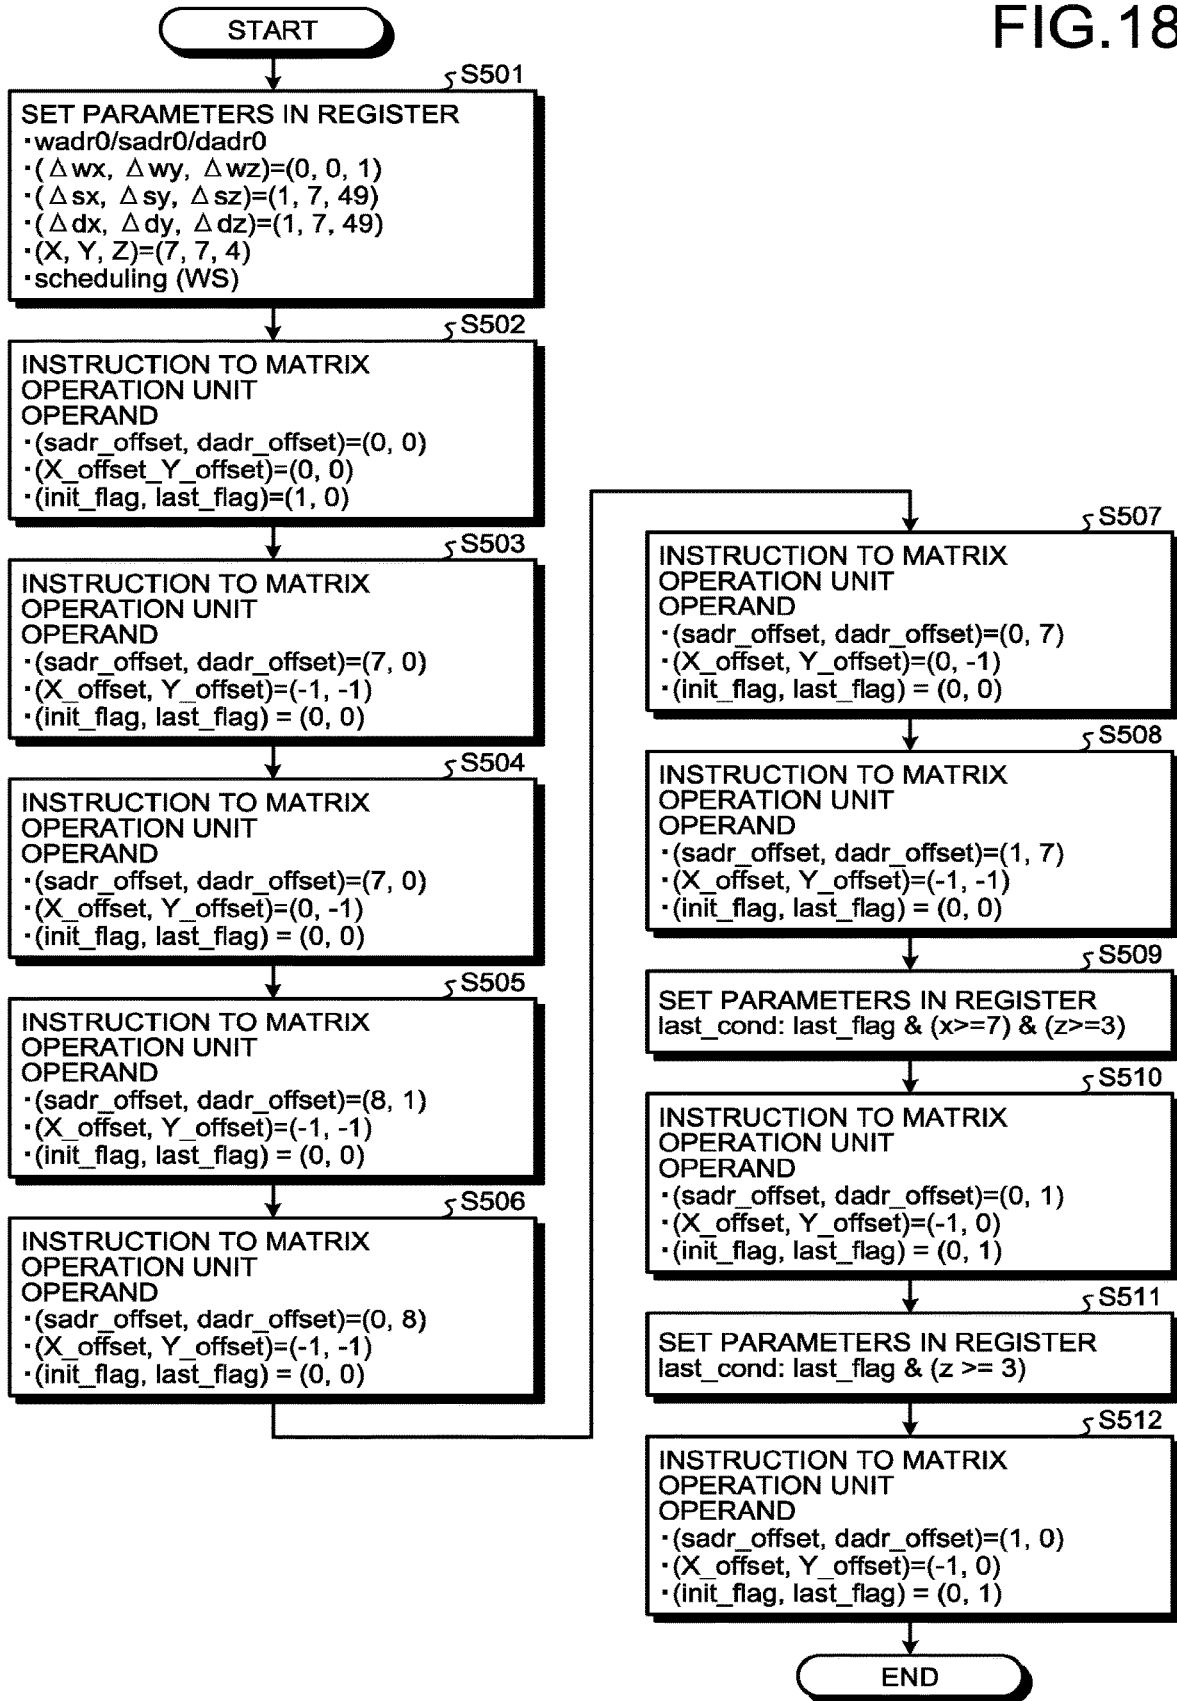 FIG.18
START
S501
SET PARAMETERS IN REGISTER
・wadr0/sadr0/dadr0
・(Δwx, Δwy, Δwz)=(0, 0, 1)
・(Δsx, Δsy, Δsz)=(1, 7, 49)
・(Δdx, Δdy, Δdz)=(1, 7, 49)
・(X, Y, Z)=(7, 7, 4)
・scheduling (WS)
S502
INSTRUCTION TO MATRIX
OPERATION UNIT
OPERAND
・(sadr_offset, dadr_offset)=(0, 0)
・(X_offset_Y_offset)=(0, 0)
・(init_flag, last_flag)=(1, 0)
S503
INSTRUCTION TO MATRIX
OPERATION UNIT
OPERAND
・(sadr_offset, dadr_offset)=(7, 0)
・(X_offset, Y_offset)=(-1, -1)
・(init_flag, last_flag) = (0, 0)
S504
INSTRUCTION TO MATRIX
OPERATION UNIT
OPERAND
・(sadr_offset, dadr_offset)=(7, 0)
・(X_offset, Y_offset)=(0, -1)
・(init_flag, last_flag) = (0, 0)
S505
INSTRUCTION TO MATRIX
OPERATION UNIT
OPERAND
・(sadr_offset, dadr_offset)=(8, 1)
・(X_offset, Y_offset)=(-1, -1)
・(init_flag, last_flag) = (0, 0)
S506
INSTRUCTION TO MATRIX
OPERATION UNIT
OPERAND
・(sadr_offset, dadr_offset)=(0, 8)
・(X_offset, Y_offset)=(-1, -1)
・(init_flag, last_flag) = (0, 0)
S507
INSTRUCTION TO MATRIX
OPERATION UNIT
OPERAND
・(sadr_offset, dadr_offset)=(0, 7)
・(X_offset, Y_offset)=(0, -1)
・(init_flag, last_flag) = (0, 0)
S508
INSTRUCTION TO MATRIX
OPERATION UNIT
OPERAND
・(sadr_offset, dadr_offset)=(1, 7)
・(X_offset, Y_offset)=(-1, -1)
・(init_flag, last_flag) = (0, 0)
S509
SET PARAMETERS IN REGISTER
last_cond: last_flag & (x>=7) & (z>=3)
S510
INSTRUCTION TO MATRIX
OPERATION UNIT
OPERAND
・(sadr_offset, dadr_offset)=(0, 1)
・(X_offset, Y_offset)=(-1, 0)
・(init_flag, last_flag) = (0, 1)
S511
SET PARAMETERS IN REGISTER
last_cond: last_flag & (z >= 3)
S512
INSTRUCTION TO MATRIX
OPERATION UNIT
OPERAND
・(sadr_offset, dadr_offset)=(1, 0)
・(X_offset, Y_offset)=(-1, 0)
・(init_flag, last_flag) = (0, 1)
END